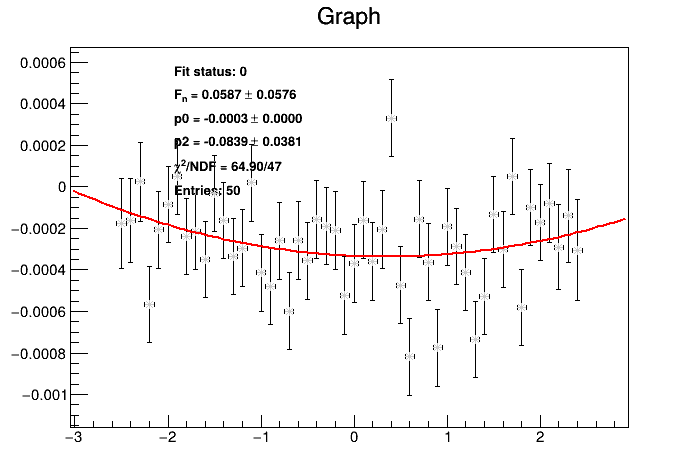 Graph
0.0006
0.0004
0.0002
0
−0.0002
−0.0004
−0.0006
−0.0008
−0.001
Fit status: 0
Fn = 0.0587 ± 0.0576
p0 = -0.0003 ± 0.0000
p2 = -0.0839 ± 0.0381
χ²/NDF = 64.90/47
Entries: 50
−3 −2 −1 0 1 2